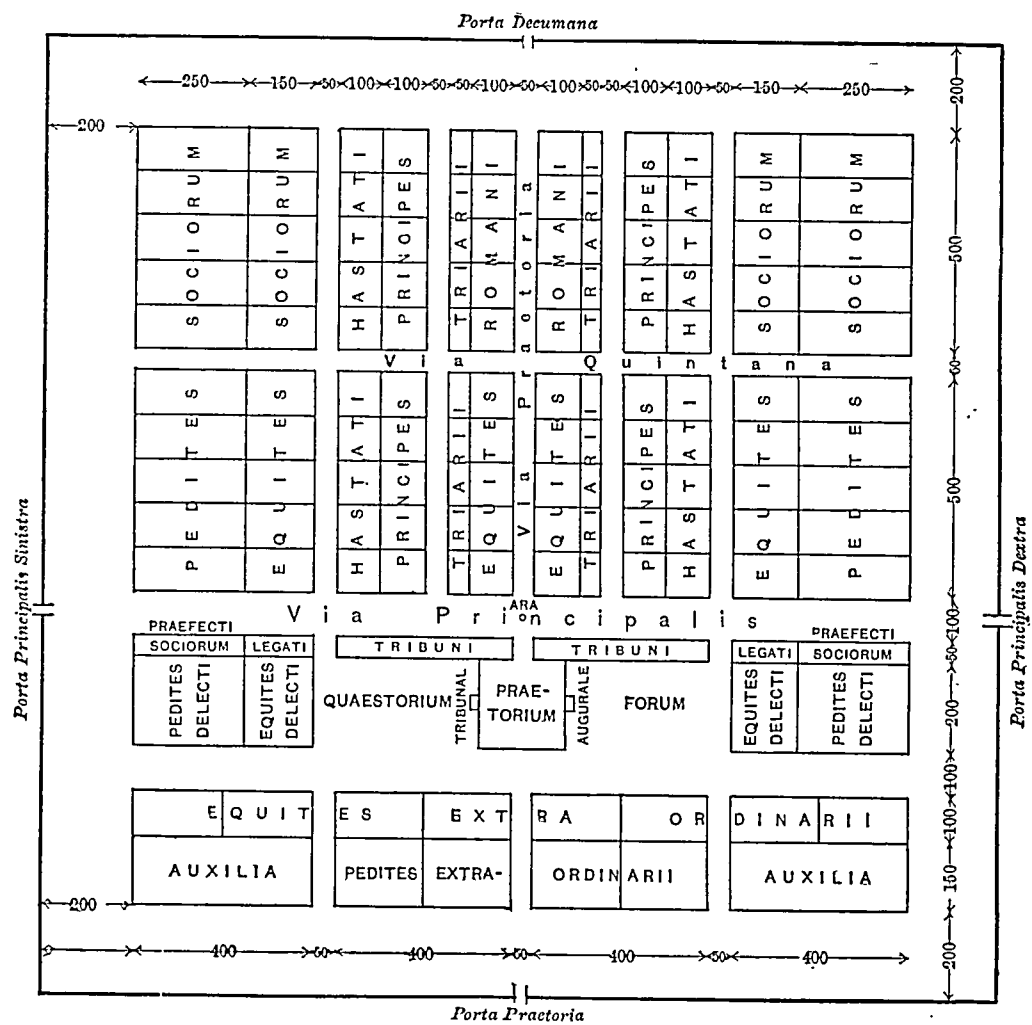 Porta Decumana
250 150 50 100 100 50 50 100 50 100 50 50 100 100 50 150 250
200
200
SOCIORUM SOCIORUM HASTATI PRINCIPES TRIARII ROMANI ROMANI TRIARII PRINCIPES HASTATI SOCIORUM SOCIORUM
500
Via Quintana
50
Via Praetoria
PEDITES EQUITES HASTATI PRINCIPES TRIARII EQUITES EQUITES TRIARII PRINCIPES HASTATI EQUITES PEDITES
500
Porta Principalis Sinistra
Porta Principalis Dextra
ARA
Via Principalis
100
PRAEFECTI
SOCIORUM LEGATI TRIBUNI TRIBUNI LEGATI PRAEFECTI
SOCIORUM
50
PEDITES
DELECTI
EQUITES
DELECTI
QUAESTORIUM
TRIBUNAL
PRAE-
TORIUM
AUGURALE
FORUM
EQUITES
DELECTI
PEDITES
DELECTI
200
100
EQUITES EXTRA ORDINARII
100
AUXILIA PEDITES EXTRA- ORDINARII AUXILIA
150
200
400 50 400 50 400 50 400
200
Porta Praetoria